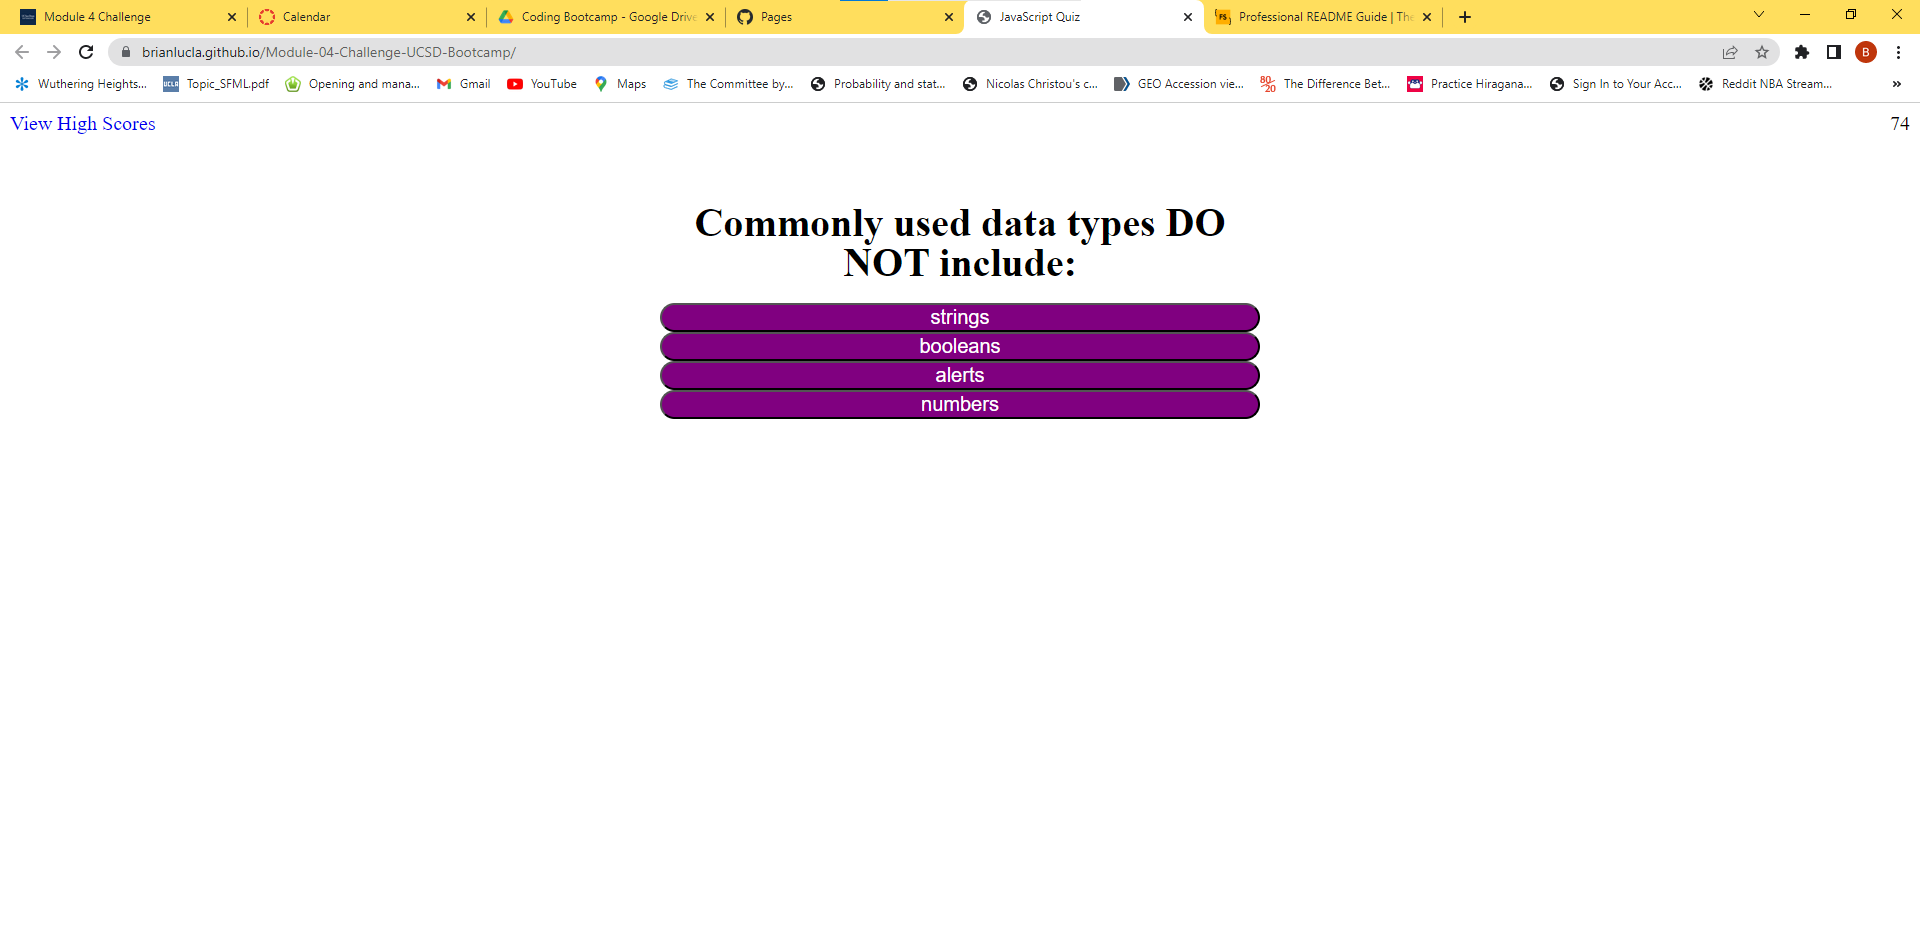 Module 4 Challenge
Calendar
Coding Bootcamp - Google Drive
Pages
JavaScript Quiz
Professional README Guide | The
brianlucla.github.io/Module-04-Challenge-UCSD-Bootcamp/
B
Wuthering Heights...
UCLA
Topic_SFML.pdf
Opening and mana...
Gmail
YouTube
Maps
The Committee by...
Probability and stat...
Nicolas Christou's c...
GEO Accession vie...
80/20
The Difference Bet...
Practice Hiragana...
Sign In to Your Acc...
Reddit NBA Stream...
»
View High Scores
74
Commonly used data types DO
NOT include:
strings
booleans
alerts
numbers